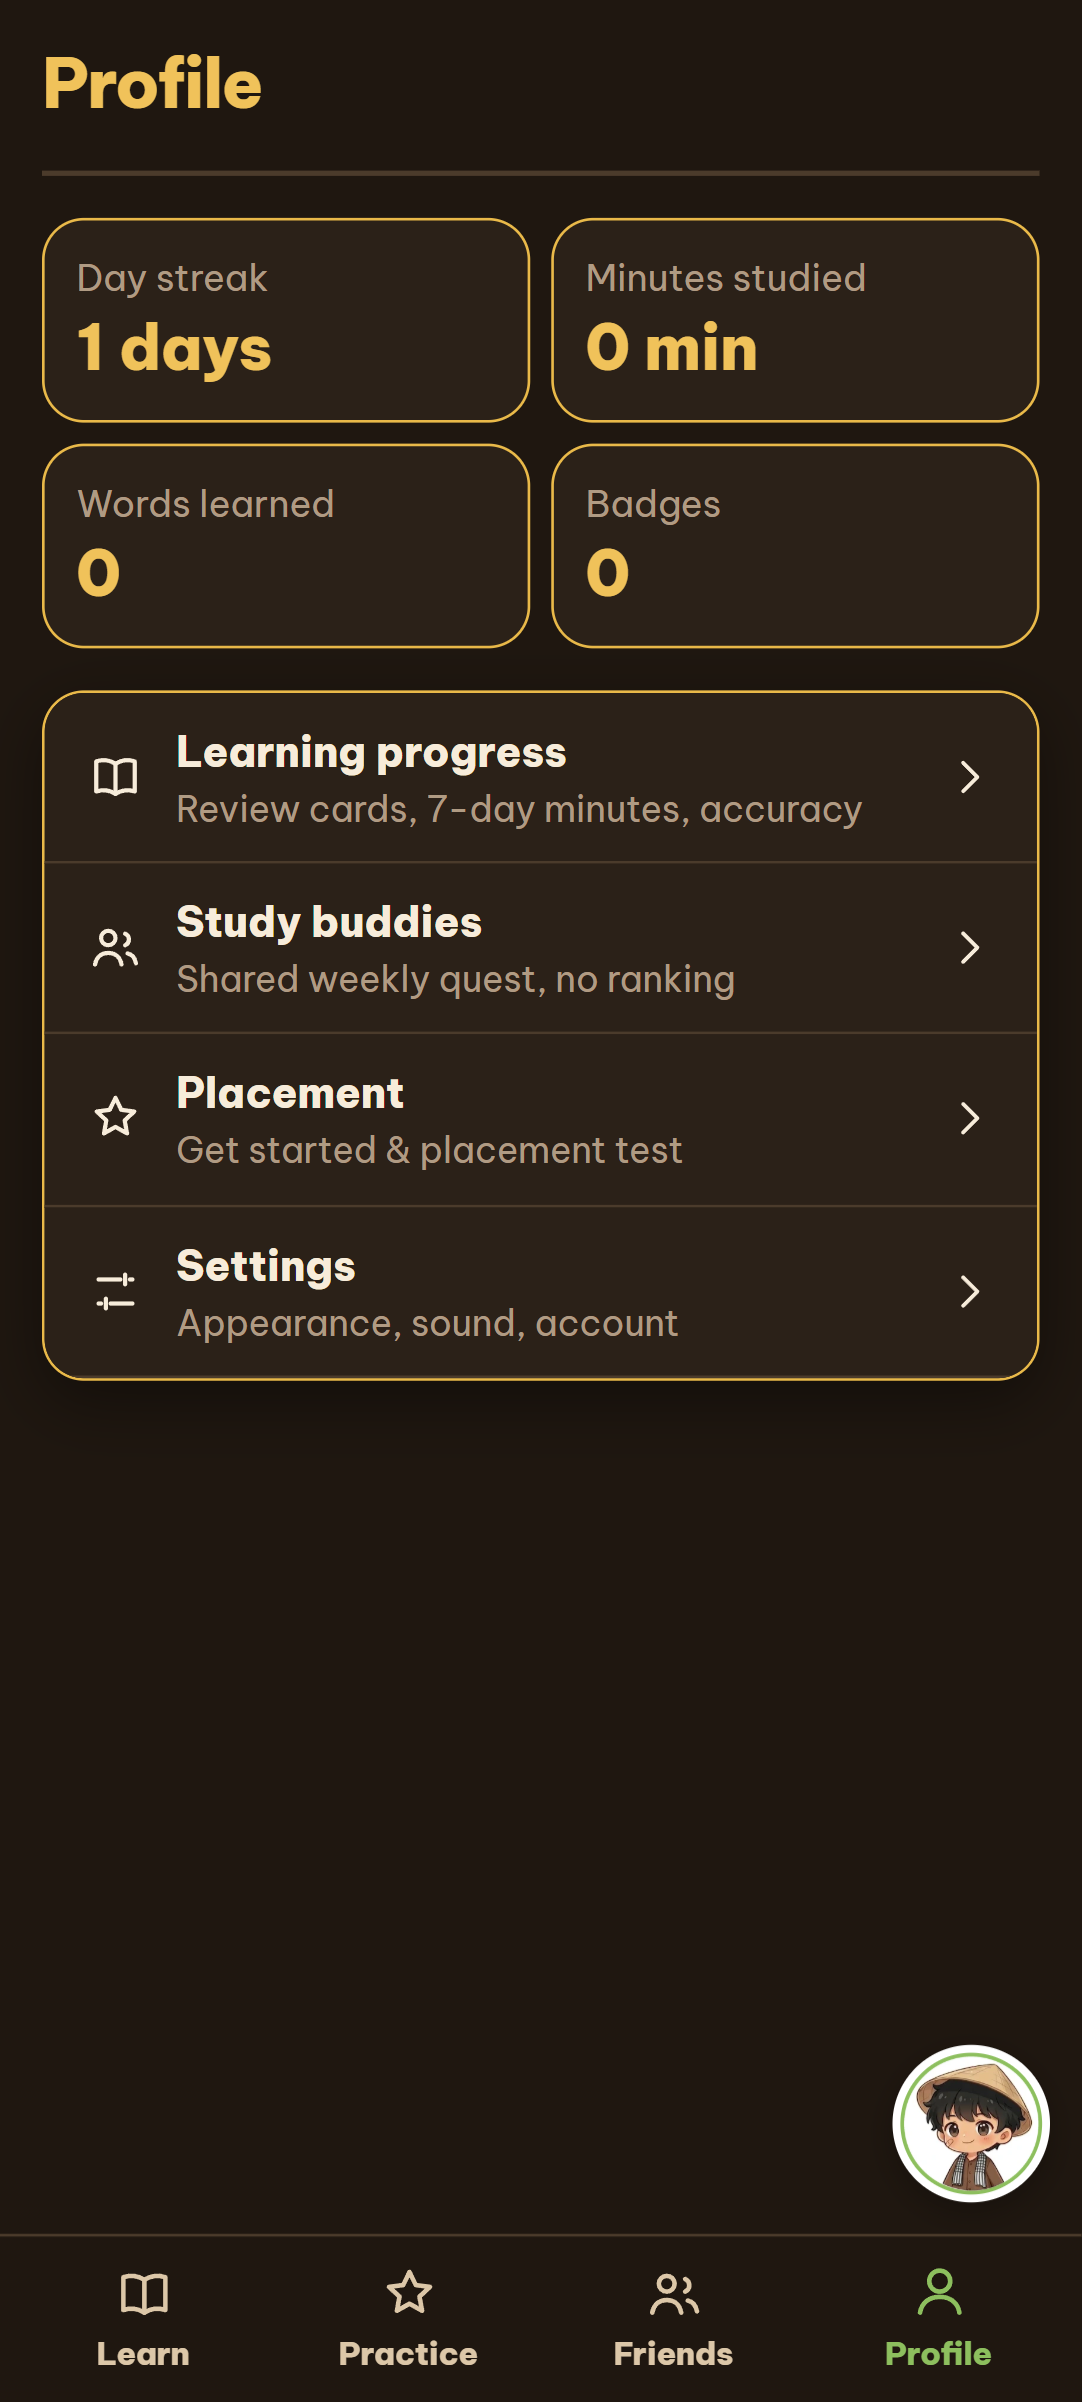 Profile
Day streak
1 days
Minutes studied
0 min
Words learned
0
Badges
0
Learning progress
Review cards, 7-day minutes, accuracy
Study buddies
Shared weekly quest, no ranking
Placement
Get started & placement test
Settings
Appearance, sound, account
Learn
Practice
Friends
Profile